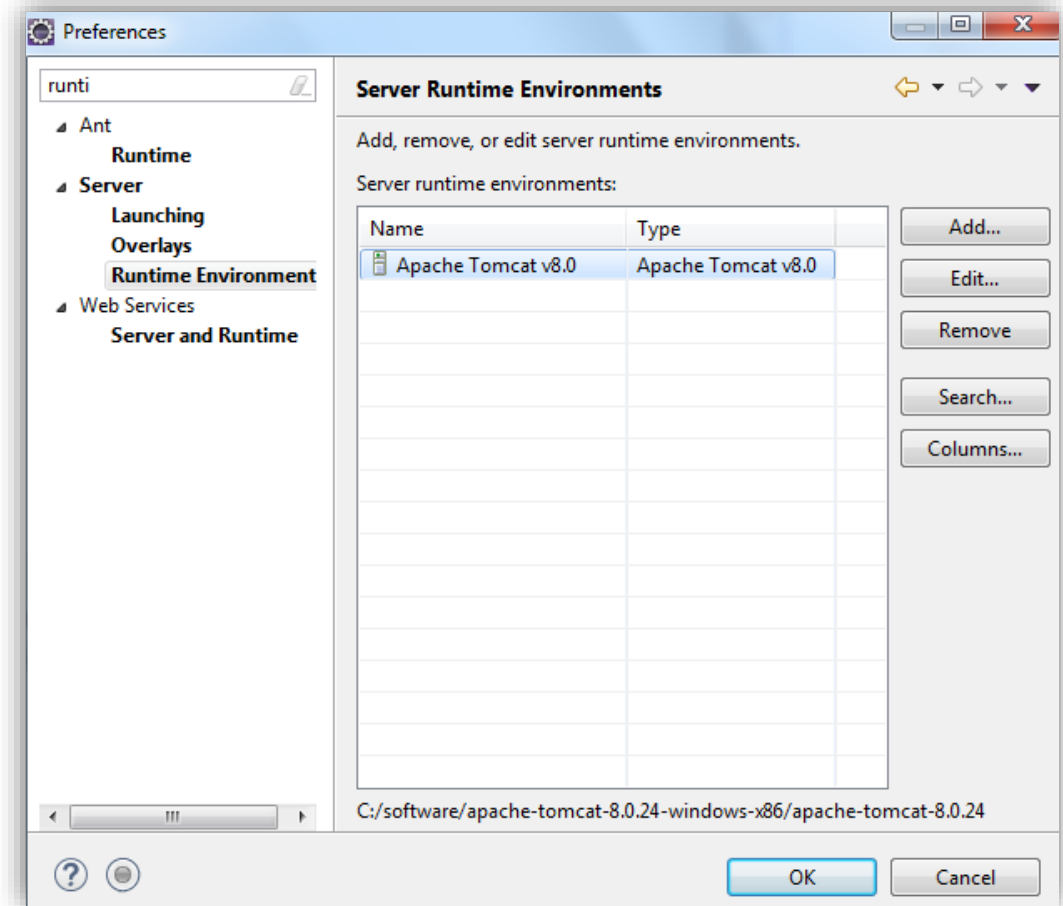 Preferences
runti
Ant
Runtime
Server
Launching
Overlays
Runtime Environment
Web Services
Server and Runtime
Server Runtime Environments
Add, remove, or edit server runtime environments.
Server runtime environments:
Name Type
Apache Tomcat v8.0 Apache Tomcat v8.0
Add...
Edit...
Remove
Search...
Columns...
C:/software/apache-tomcat-8.0.24-windows-x86/apache-tomcat-8.0.24
OK Cancel